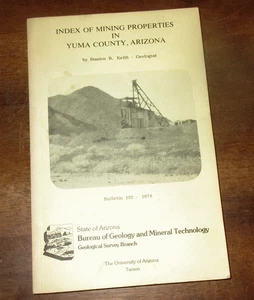 INDEX OF MINING PROPERTIES
IN
YUMA COUNTY, ARIZONA
by Stanton B. Keith - Geologist
Bulletin 192 - 1978
State of Arizona
Bureau of Geology and Mineral Technology
Geological Survey Branch
The University of Arizona
Tucson